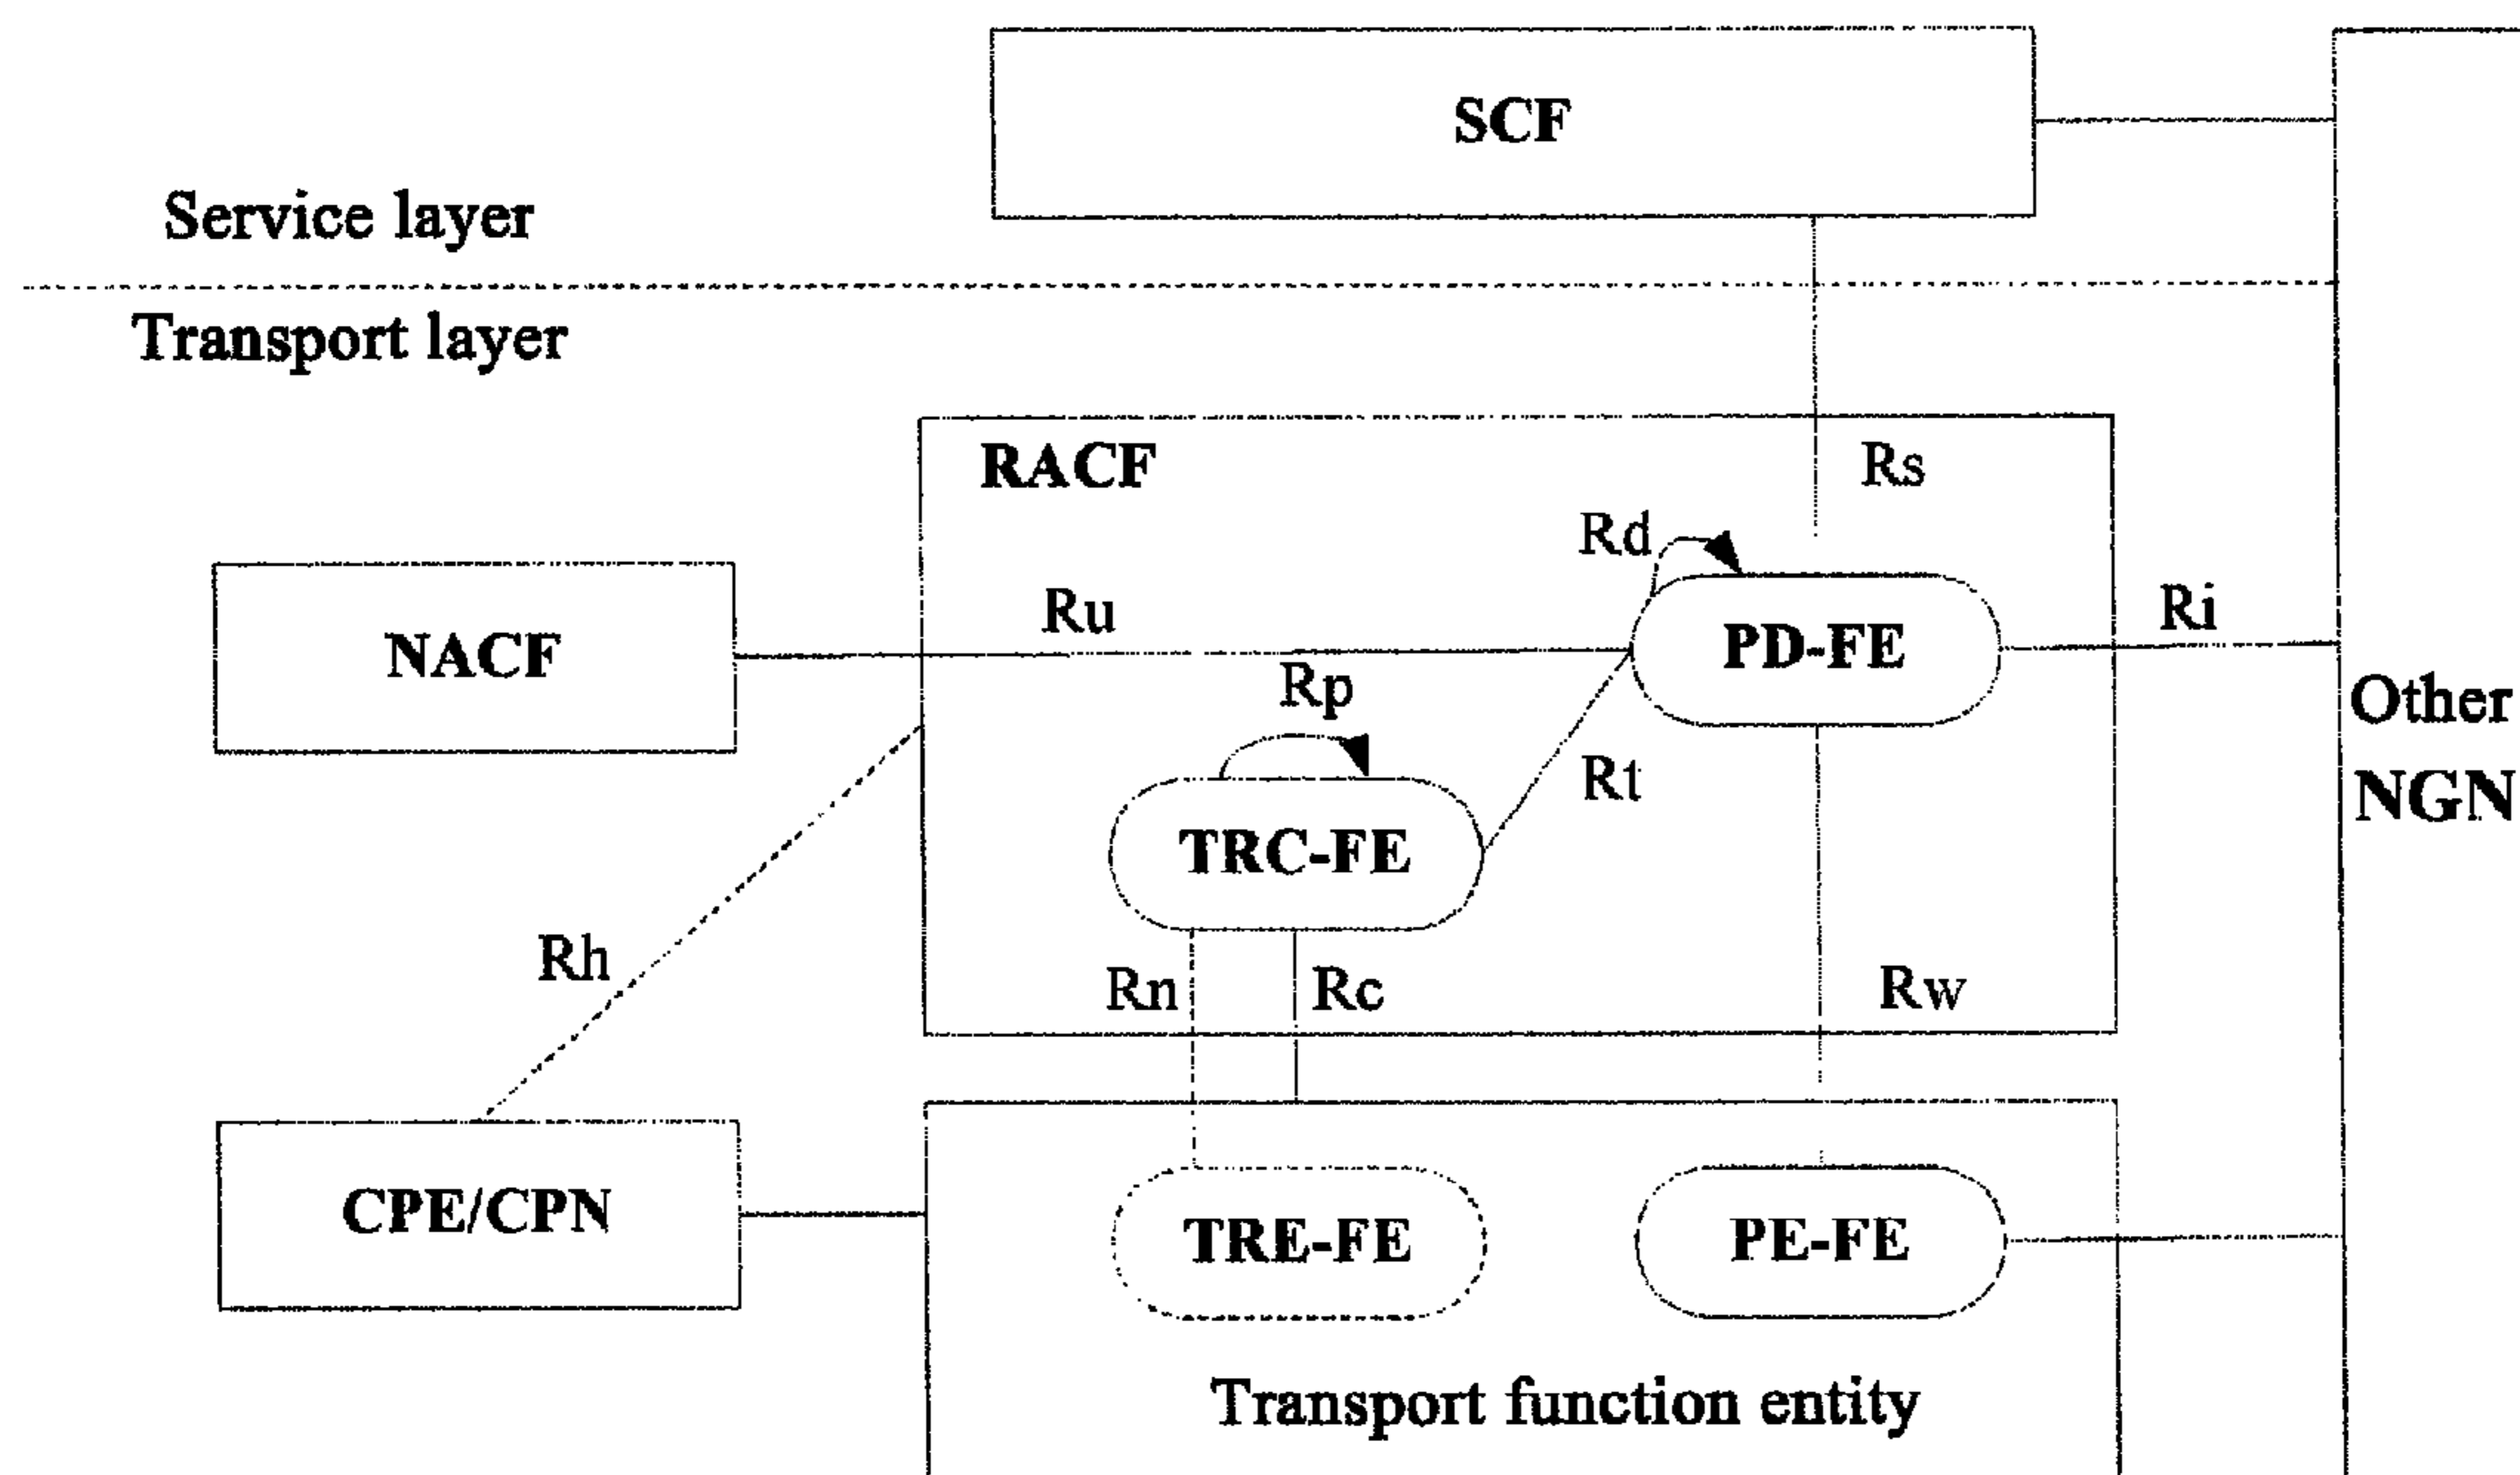 SCF
Service layer
Transport layer
RACF
Rs
Rd
Ru
NACF
PD-FE
Ri
Rp
Other
NGN
Rt
TRC-FE
Rh
Rn
Rc
Rw
CPE/CPN
TRE-FE
PE-FE
Transport function entity